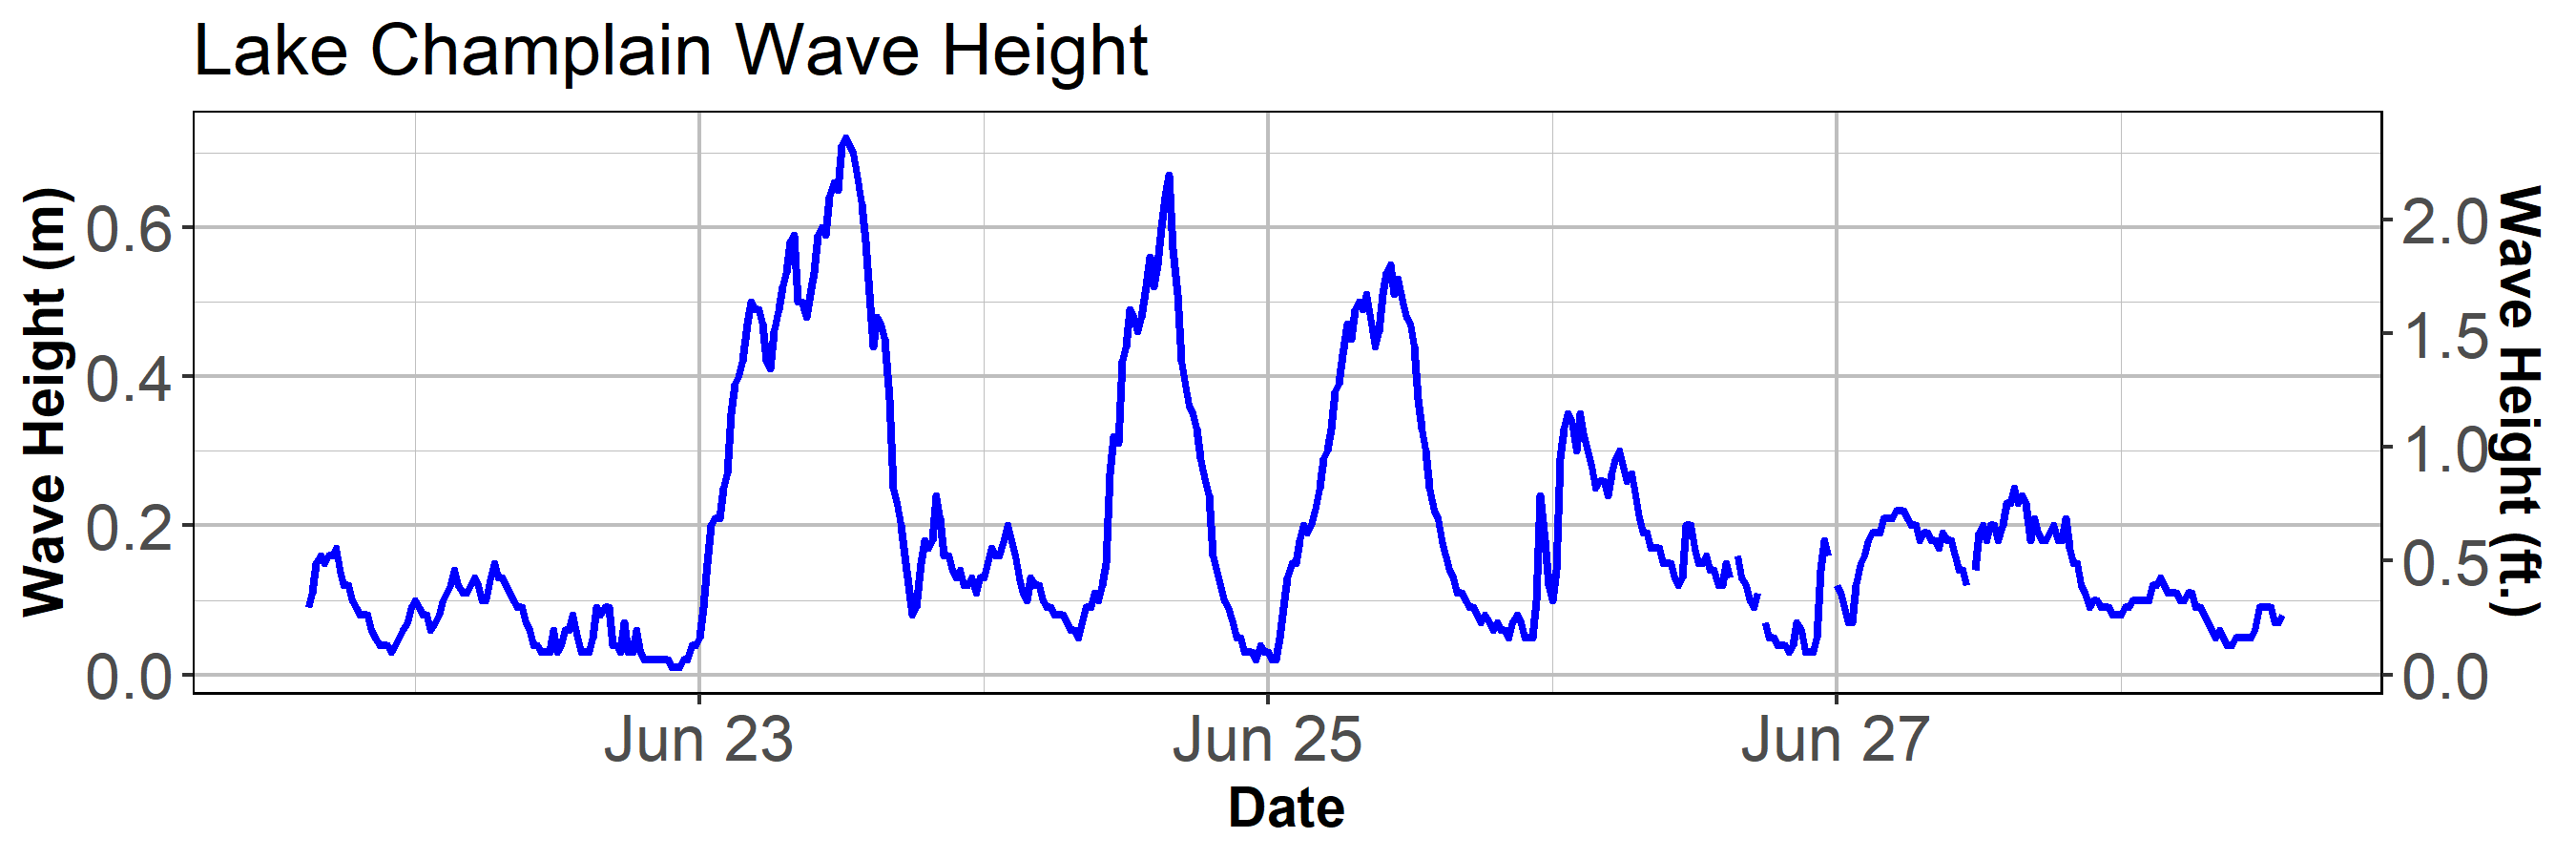 Lake Champlain Wave Height
Wave Height (m)
0.6
0.4
0.2
0.0
2.0
1.5
1.0
0.5
0.0
Wave Height (ft.)
Jun 23
Jun 25
Jun 27
Date